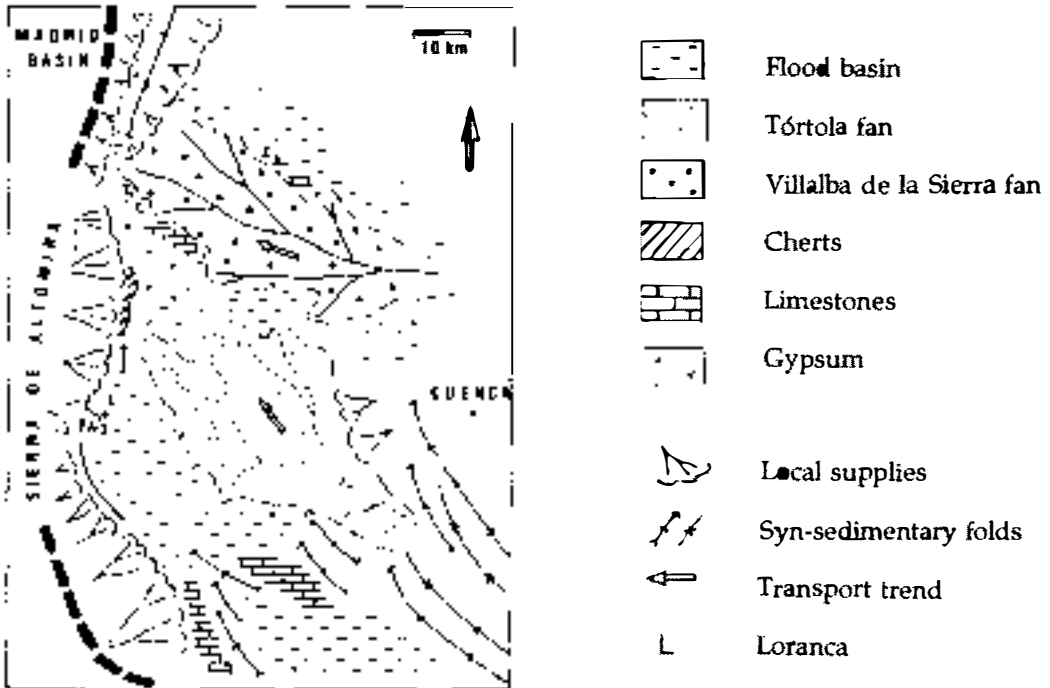 MADRID
BASIN
10 km
SIERRA DE ALTOMIRA
CUENCA
Flood basin
Tórtola fan
Villalba de la Sierra fan
Cherts
Limestones
Gypsum
Local supplies
Syn-sedimentary folds
Transport trend
L Loranca